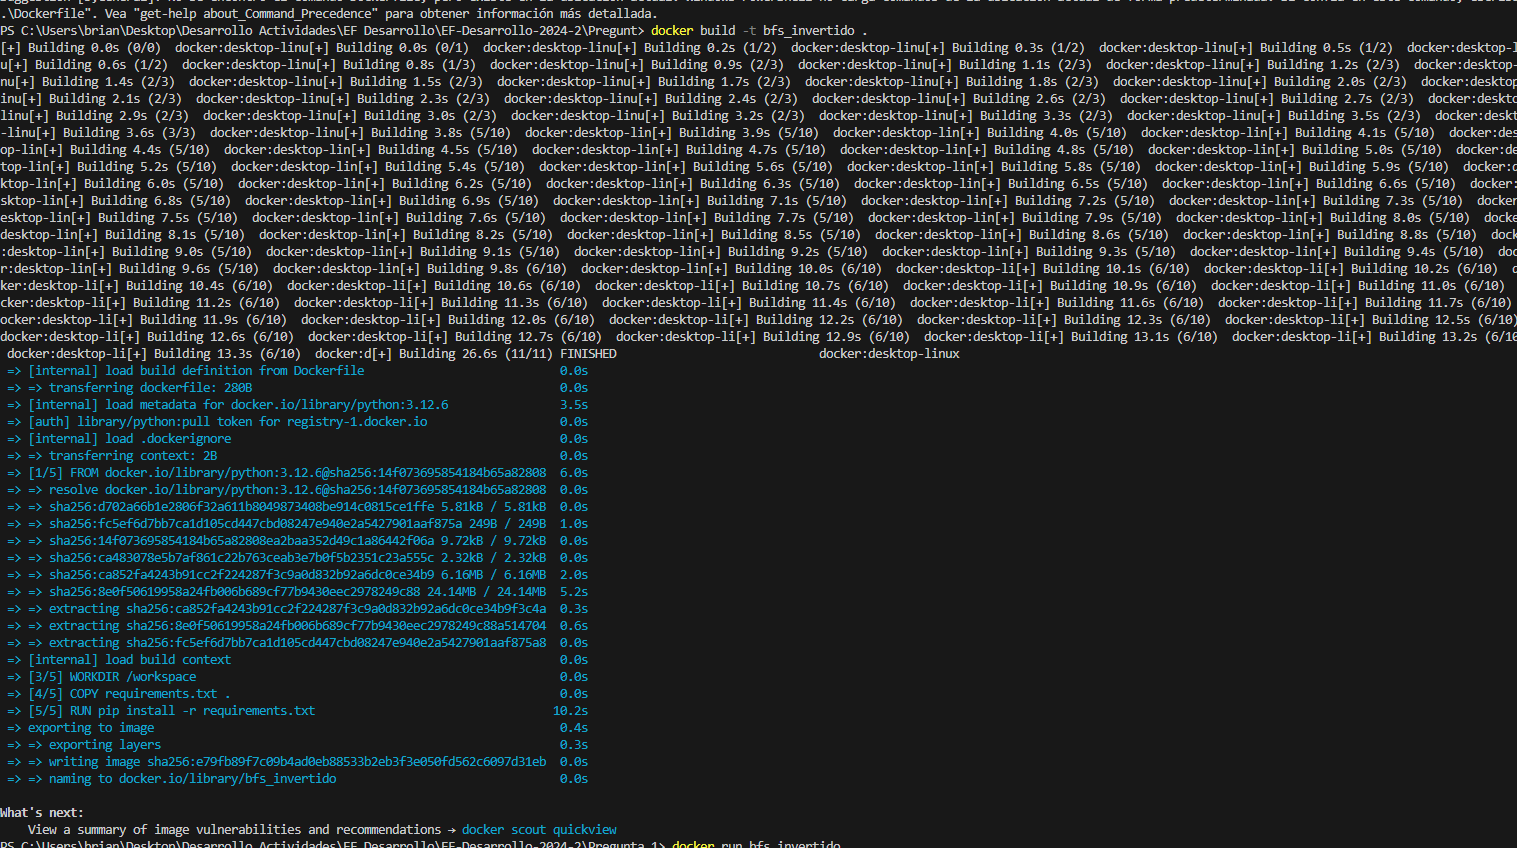 .\Dockerfile". Vea "get-help about_Command_Precedence" para obtener información más detallada.
PS C:\Users\brian\Desktop\Desarrollo Actividades\EF Desarrollo\EF-Desarrollo-2024-2\Pregunt> docker build -t bfs_invertido .
[+] Building 0.0s (0/0)  docker:desktop-linu[+] Building 0.0s (0/1)  docker:desktop-linu[+] Building 0.2s (1/2)  docker:desktop-linu[+] Building 0.3s (1/2)  docker:desktop-linu[+] Building 0.5s (1/2)  docker:desktop-l
u[+] Building 0.6s (1/2)  docker:desktop-linu[+] Building 0.8s (1/3)  docker:desktop-linu[+] Building 0.9s (2/3)  docker:desktop-linu[+] Building 1.1s (2/3)  docker:desktop-linu[+] Building 1.2s (2/3)  docker:desktop-
nu[+] Building 1.4s (2/3)  docker:desktop-linu[+] Building 1.5s (2/3)  docker:desktop-linu[+] Building 1.7s (2/3)  docker:desktop-linu[+] Building 1.8s (2/3)  docker:desktop-linu[+] Building 2.0s (2/3)  docker:desktop
inu[+] Building 2.1s (2/3)  docker:desktop-linu[+] Building 2.3s (2/3)  docker:desktop-linu[+] Building 2.4s (2/3)  docker:desktop-linu[+] Building 2.6s (2/3)  docker:desktop-linu[+] Building 2.7s (2/3)  docker:deskto
linu[+] Building 2.9s (2/3)  docker:desktop-linu[+] Building 3.0s (2/3)  docker:desktop-linu[+] Building 3.2s (2/3)  docker:desktop-linu[+] Building 3.3s (2/3)  docker:desktop-linu[+] Building 3.5s (2/3)  docker:deskt
-linu[+] Building 3.6s (3/3)  docker:desktop-linu[+] Building 3.8s (5/10)  docker:desktop-lin[+] Building 3.9s (5/10)  docker:desktop-lin[+] Building 4.0s (5/10)  docker:desktop-lin[+] Building 4.1s (5/10)  docker:deskt
op-lin[+] Building 4.4s (5/10)  docker:desktop-lin[+] Building 4.5s (5/10)  docker:desktop-lin[+] Building 4.7s (5/10)  docker:desktop-lin[+] Building 4.8s (5/10)  docker:desktop-lin[+] Building 5.0s (5/10)  docker:des
top-lin[+] Building 5.2s (5/10)  docker:desktop-lin[+] Building 5.4s (5/10)  docker:desktop-lin[+] Building 5.6s (5/10)  docker:desktop-lin[+] Building 5.8s (5/10)  docker:desktop-lin[+] Building 5.9s (5/10)  docker:de
ktop-lin[+] Building 6.0s (5/10)  docker:desktop-lin[+] Building 6.2s (5/10)  docker:desktop-lin[+] Building 6.3s (5/10)  docker:desktop-lin[+] Building 6.5s (5/10)  docker:desktop-lin[+] Building 6.6s (5/10)  docker:d
sktop-lin[+] Building 6.8s (5/10)  docker:desktop-lin[+] Building 6.9s (5/10)  docker:desktop-lin[+] Building 7.1s (5/10)  docker:desktop-lin[+] Building 7.2s (5/10)  docker:desktop-lin[+] Building 7.3s (5/10)  docker
esktop-lin[+] Building 7.5s (5/10)  docker:desktop-lin[+] Building 7.6s (5/10)  docker:desktop-lin[+] Building 7.7s (5/10)  docker:desktop-lin[+] Building 7.9s (5/10)  docker:desktop-lin[+] Building 8.0s (5/10)  docke
desktop-lin[+] Building 8.1s (5/10)  docker:desktop-lin[+] Building 8.2s (5/10)  docker:desktop-lin[+] Building 8.5s (5/10)  docker:desktop-lin[+] Building 8.6s (5/10)  docker:desktop-lin[+] Building 8.8s (5/10)  dock
:desktop-lin[+] Building 9.0s (5/10)  docker:desktop-lin[+] Building 9.1s (5/10)  docker:desktop-lin[+] Building 9.2s (5/10)  docker:desktop-lin[+] Building 9.3s (5/10)  docker:desktop-lin[+] Building 9.4s (5/10)  doc
r:desktop-lin[+] Building 9.6s (5/10)  docker:desktop-lin[+] Building 9.8s (6/10)  docker:desktop-lin[+] Building 10.0s (6/10)  docker:desktop-li[+] Building 10.1s (6/10)  docker:desktop-li[+] Building 10.2s (6/10)  d
ker:desktop-li[+] Building 10.4s (6/10)  docker:desktop-li[+] Building 10.6s (6/10)  docker:desktop-li[+] Building 10.7s (6/10)  docker:desktop-li[+] Building 10.9s (6/10)  docker:desktop-li[+] Building 11.0s (6/10)
cker:desktop-li[+] Building 11.2s (6/10)  docker:desktop-li[+] Building 11.3s (6/10)  docker:desktop-li[+] Building 11.4s (6/10)  docker:desktop-li[+] Building 11.6s (6/10)  docker:desktop-li[+] Building 11.7s (6/10)
ocker:desktop-li[+] Building 11.9s (6/10)  docker:desktop-li[+] Building 12.0s (6/10)  docker:desktop-li[+] Building 12.2s (6/10)  docker:desktop-li[+] Building 12.3s (6/10)  docker:desktop-li[+] Building 12.5s (6/10)
docker:desktop-li[+] Building 12.6s (6/10)  docker:desktop-li[+] Building 12.7s (6/10)  docker:desktop-li[+] Building 12.9s (6/10)  docker:desktop-li[+] Building 13.1s (6/10)  docker:desktop-li[+] Building 13.2s (6/10
docker:desktop-li[+] Building 13.3s (6/10)  docker:d[+] Building 26.6s (11/11) FINISHED  docker:desktop-linux
=> [internal] load build definition from Dockerfile 0.0s
=> => transferring dockerfile: 280B 0.0s
=> [internal] load metadata for docker.io/library/python:3.12.6 3.5s
=> [auth] library/python:pull token for registry-1.docker.io 0.0s
=> [internal] load .dockerignore 0.0s
=> => transferring context: 2B 0.0s
=> [1/5] FROM docker.io/library/python:3.12.6@sha256:14f073695854184b65a82808 6.0s
=> => resolve docker.io/library/python:3.12.6@sha256:14f073695854184b65a82808 0.0s
=> => sha256:d702a66b1e2806f32a611b8049873408be914c0815ce1ffe 5.81kB / 5.81kB 0.0s
=> => sha256:fc5ef6d7bb7ca1d105cd447cbd08247e940e2a5427901aaf875a 249B / 249B 1.0s
=> => sha256:14f073695854184b65a82808ea2baa352d49c1a86442f06a 9.72kB / 9.72kB 0.0s
=> => sha256:ca483078e5b7af861c22b763ceab3e7b0f5b2351c23a555c 2.32kB / 2.32kB 0.0s
=> => sha256:ca852fa4243b91cc2f224287f3c9a0d832b92a6dc0ce34b9 6.16MB / 6.16MB 2.0s
=> => sha256:8e0f50619958a24fb006b689cf77b9430eec2978249c88 24.14MB / 24.14MB 5.2s
=> => extracting sha256:ca852fa4243b91cc2f224287f3c9a0d832b92a6dc0ce34b9f3c4a 0.3s
=> => extracting sha256:8e0f50619958a24fb006b689cf77b9430eec2978249c88a514704 0.6s
=> => extracting sha256:fc5ef6d7bb7ca1d105cd447cbd08247e940e2a5427901aaf875a8 0.0s
=> [internal] load build context 0.0s
=> [3/5] WORKDIR /workspace 0.0s
=> [4/5] COPY requirements.txt . 0.0s
=> [5/5] RUN pip install -r requirements.txt 10.2s
=> exporting to image 0.4s
=> => exporting layers 0.3s
=> => writing image sha256:e79fb89f7c09b4ad0eb88533b2eb3f3e050fd562c6097d31eb 0.0s
=> => naming to docker.io/library/bfs_invertido 0.0s
What's next:
View a summary of image vulnerabilities and recommendations → docker scout quickview
PS C:\Users\brian\Desktop\Desarrollo Actividades\EF Desarrollo\EF-Desarrollo-2024-2\Pregunta 1> docker run bfs_invertido